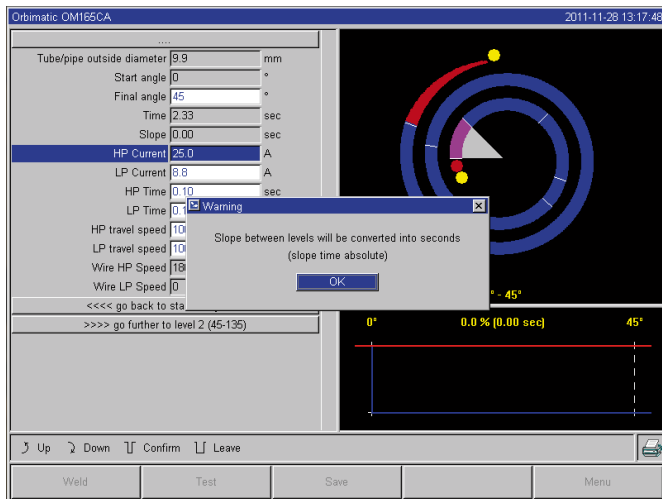 Orbimatic OM165CA 2011-11-28 13:17:48
....
Tube/pipe outside diameter 9.9 mm
Start angle 0 °
Final angle 45 °
Time 2.33 sec
Slope 0.00 sec
HP Current 25.0 A
LP Current 8.8 A
HP Time 0.10 sec
LP Time
HP travel speed
LP travel speed
Wire HP Speed
Wire LP Speed 0
Warning
Slope between levels will be converted into seconds
(slope time absolute)
OK
° - 45°
<<<< go back to
>>>> go further to level 2 (45-135)
0° 0.0 % (0.00 sec) 45°
Up Down Confirm Leave
Weld Test Save Menu